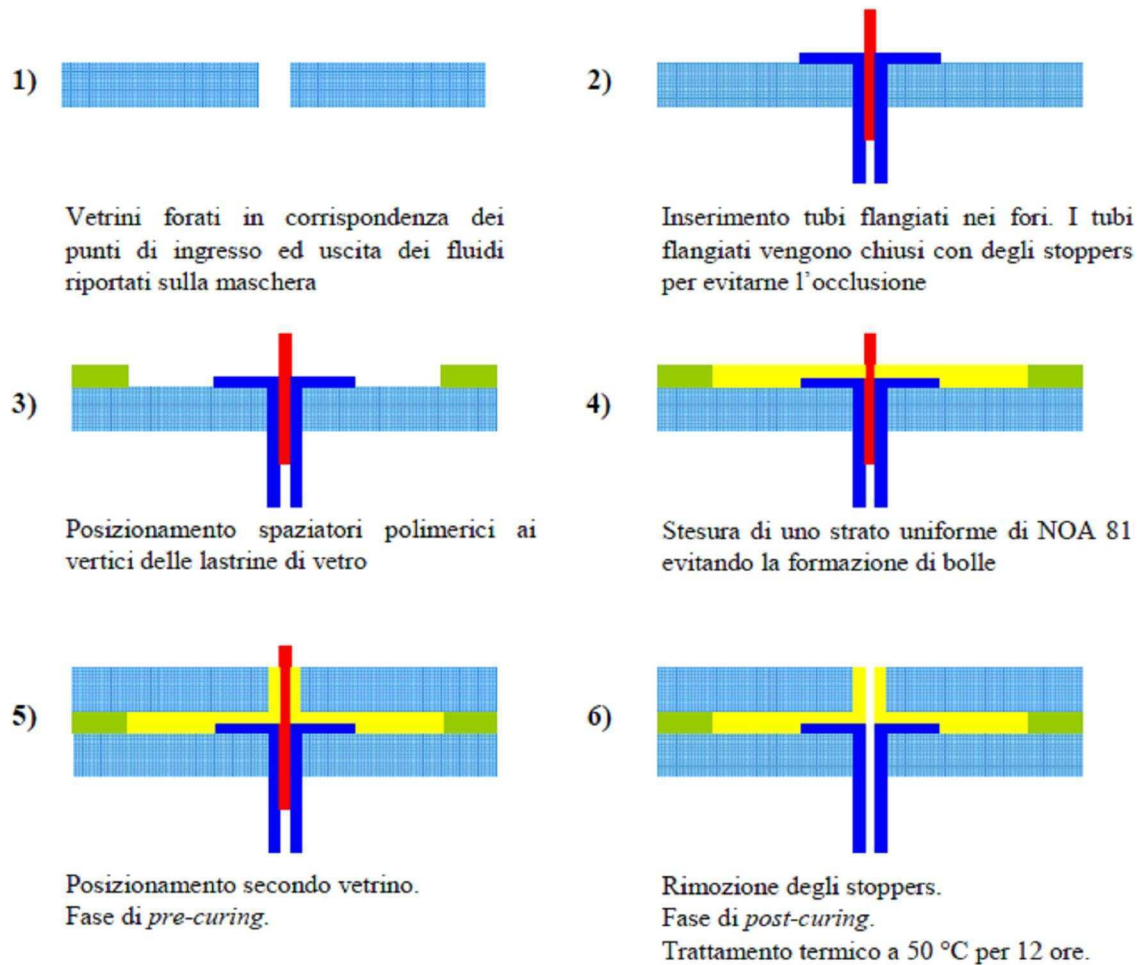 1)
2)
Vetrini forati in corrispondenza dei
punti di ingresso ed uscita dei fluidi
riportati sulla maschera
Inserimento tubi flangiati nei fori. I tubi
flangiati vengono chiusi con degli stoppers
per evitarne l'occlusione
3)
4)
Posizionamento spaziatori polimerici ai
vertici delle lastrine di vetro
Stesura di uno strato uniforme di NOA 81
evitando la formazione di bolle
5)
6)
Posizionamento secondo vetrino.
Fase di pre-curing.
Rimozione degli stoppers.
Fase di post-curing.
Trattamento termico a 50 °C per 12 ore.